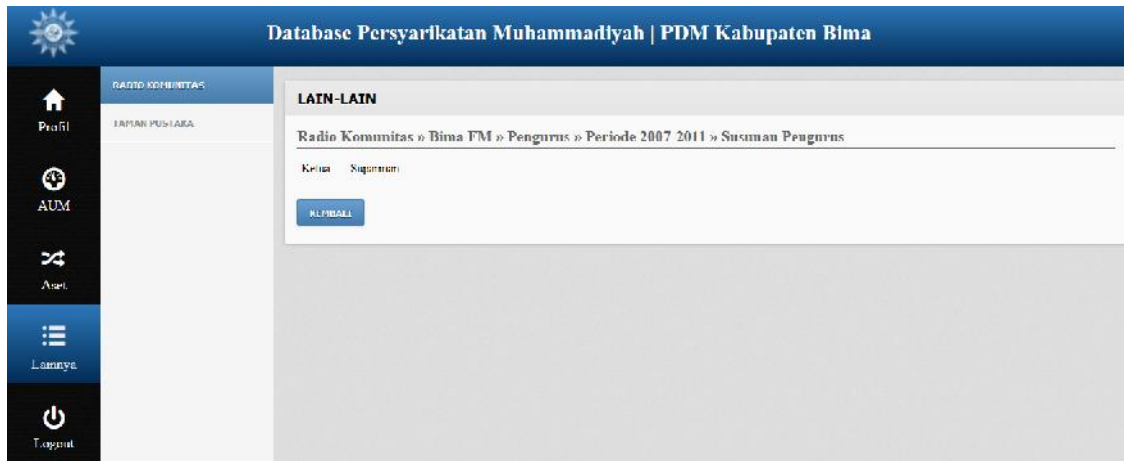 Database Persyarikatan Muhammadiyah | PDM Kabupaten Bima
Profil
AUM
Aset
Lainnya
Logout
RADIO KOMUNITAS
TAMAN PUSTAKA
LAIN-LAIN
Radio Komunitas » Bima FM » Pengurus » Periode 2007-2011 » Susunan Pengurus
Ketua
KEMBALI